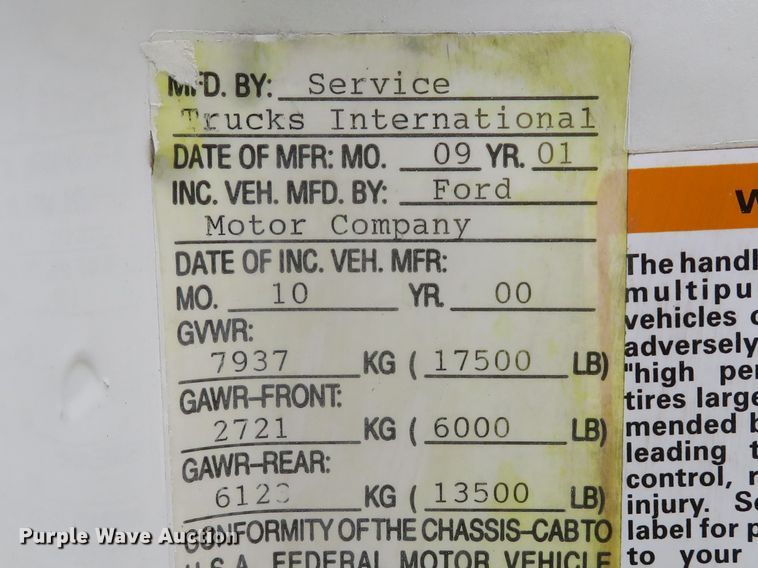 MFD. BY: Service
Trucks International
DATE OF MFR: MO. 09 YR. 01
INC. VEH. MFD. BY: Ford
Motor Company
DATE OF INC. VEH. MFR:
MO. 10 YR. 00
GVWR:
7937 KG ( 17500 LB)
GAWR-FRONT:
2721 KG ( 6000 LB)
GAWR-REAR:
6123 KG ( 13500 LB)
CONFORMITY OF THE CHASSIS-CAB TO
U.S.A. FEDERAL MOTOR VEHICLE
W
The handl
multipu
vehicles
adversely
"high per
tires large
mended b
leading t
control, r
injury. Se
label for p
to your
Purple Wave Auction